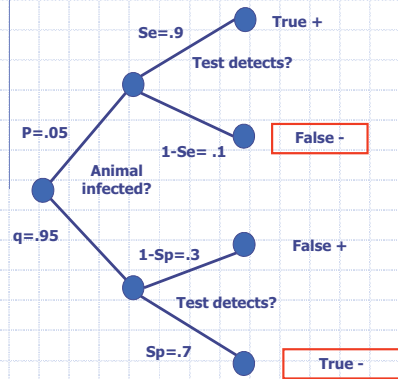 Se=.9
True +
Test detects?
P=.05
1-Se= .1
False -
Animal
infected?
q=.95
1-Sp=.3
False +
Test detects?
Sp=.7
True -